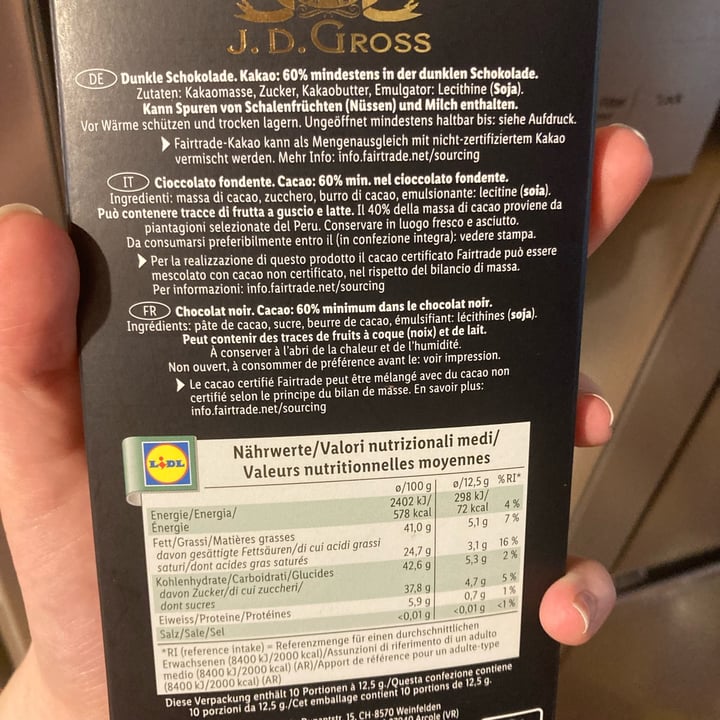 J. D. GROSS
DE Dunkle Schokolade. Kakao: 60% mindestens in der dunklen Schokolade.
Zutaten: Kakaomasse, Zucker, Kakaobutter, Emulgator: Lecithine (Soja).
Kann Spuren von Schalenfrüchten (Nüssen) und Milch enthalten.
Vor Wärme schützen und trocken lagern. Ungeöffnet mindestens haltbar bis: siehe Aufdruck.
Fairtrade-Kakao kann als Mengenausgleich mit nicht-zertifiziertem Kakao
vermischt werden. Mehr Info: info.fairtrade.net/sourcing
IT Cioccolato fondente. Cacao: 60% min. nel cioccolato fondente.
Ingredienti: massa di cacao, zucchero, burro di cacao, emulsionante: lecitine (soia).
Può contenere tracce di frutta a guscio e latte. Il 40% della massa di cacao proviene da
piantagioni selezionate del Peru. Conservare in luogo fresco e asciutto.
Da consumarsi preferibilmente entro il (in confezione integra): vedere stampa.
Per la realizzazione di questo prodotto il cacao certificato Fairtrade può essere
mescolato con cacao non certificato, nel rispetto del bilancio di massa.
Per informazioni: info.fairtrade.net/sourcing
FR Chocolat noir. Cacao: 60% minimum dans le chocolat noir.
Ingrédients: pâte de cacao, sucre, beurre de cacao, émulsifiant: lécithines (soja).
Peut contenir des traces de fruits à coque (noix) et de lait.
À conserver à l'abri de la chaleur et de l'humidité.
Non ouvert, à consommer de préférence avant le: voir impression.
Le cacao certifié Fairtrade peut être mélangé avec du cacao non
certifié selon le principe du bilan de masse. En savoir plus:
info.fairtrade.net/sourcing
LIDL
Nährwerte/Valori nutrizionali medi/
Valeurs nutritionnelles moyennes
ø/100 g ø/12,5 g %RI*
Energie/Energia/ 2402 kJ/ 298 kJ/
Énergie 578 kcal 72 kcal 4 %
Fett/Grassi/Matières grasses 41,0 g 5,1 g 7 %
davon gesättigte Fettsäuren/di cui acidi grassi
saturi/dont acides gras saturés 24,7 g 3,1 g 16 %
Kohlenhydrate/Carboidrati/Glucides 42,6 g 5,3 g 2 %
davon Zucker/di cui zuccheri/
dont sucres 37,8 g 4,7 g 5 %
Eiweiss/Proteine/Protéines 5,9 g 0,7 g 1 %
Salz/Sale/Sel <0,01 g <0,01 g <1 %
*RI (reference intake) = Referenzmenge für einen durchschnittlichen
Erwachsenen (8400 kJ/2000 kcal)/Assunzioni di riferimento di un adulto
medio (8400 kJ/2000 kcal) (AR)/Apport de référence pour un adulte-type
(8400 kJ/2000 kcal) (AR)
Diese Verpackung enthält 10 Portionen à 12,5 g./Questa confezione contiene
10 porzioni da 12,5 g./Cet emballage contient 10 portions de 12,5 g.
15, CH-8570 Weinfelden
Arcole (VR)